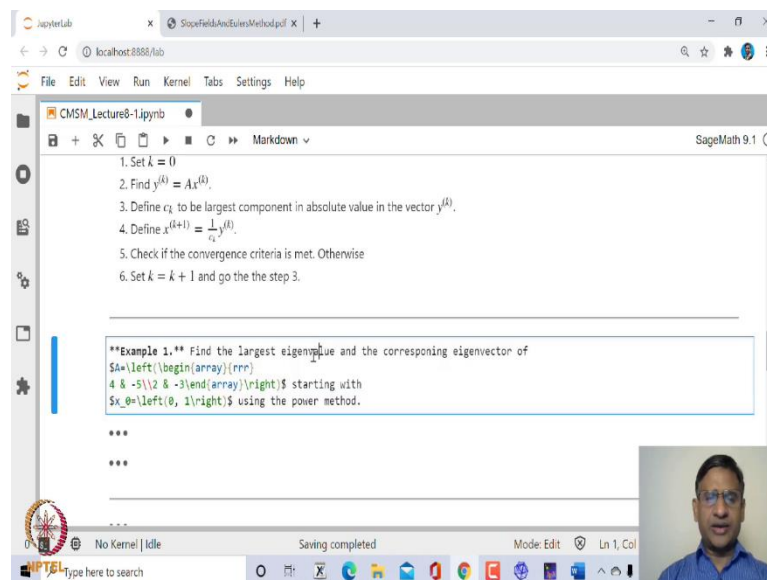 JupyterLab
SlopeFieldsAndEulersMethod.pdf
localhost:8888/lab
File Edit View Run Kernel Tabs Settings Help
CMSM_Lecture8-1.ipynb
Markdown
SageMath 9.1
1. Set k = 0
2. Find y^{(k)} = Ax^{(k)}.
3. Define c_k to be largest component in absolute value in the vector y^{(k)}.
4. Define x^{(k+1)} = \frac{1}{c_k} y^{(k)}.
5. Check if the convergence criteria is met. Otherwise
6. Set k = k + 1 and go the the step 3.
**Example 1.** Find the largest eigenvalue and the corresponing eigenvector of
$A=\left(\begin{array}{rrr}
4 & -5\\2 & -3\end{array}\right)$ starting with
$x_0=\left(0, 1\right)$ using the power method.
•••
•••
•••
0
No Kernel | Idle
Saving completed
Mode: Edit
Ln 1, Col
NPTEL
Type here to search